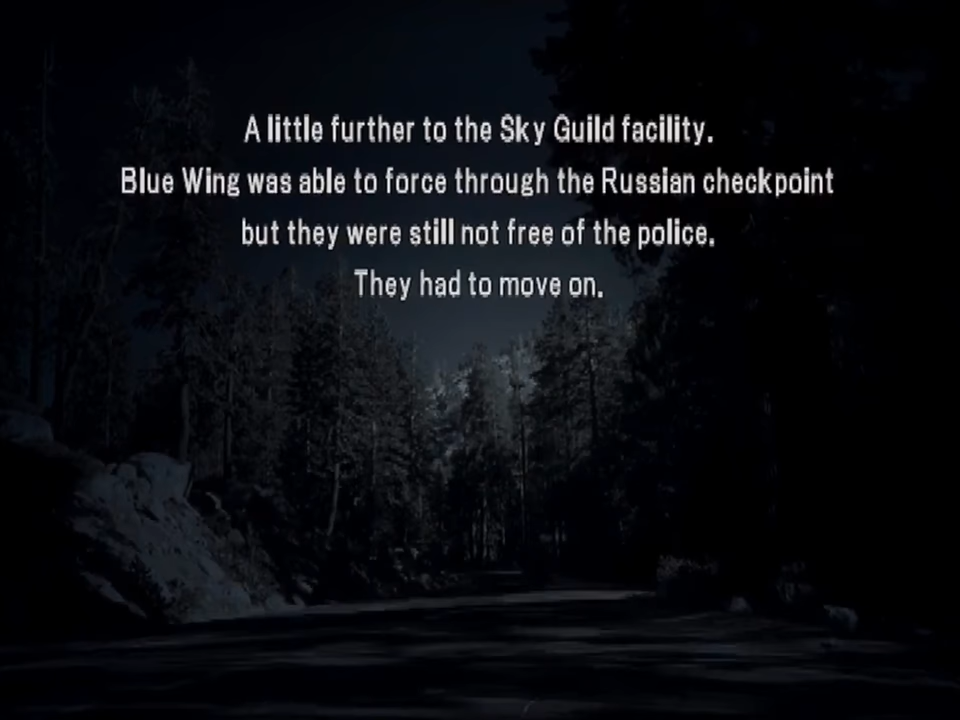 A little further to the Sky Guild facility.
Blue Wing was able to force through the Russian checkpoint
but they were still not free of the police.
They had to move on.